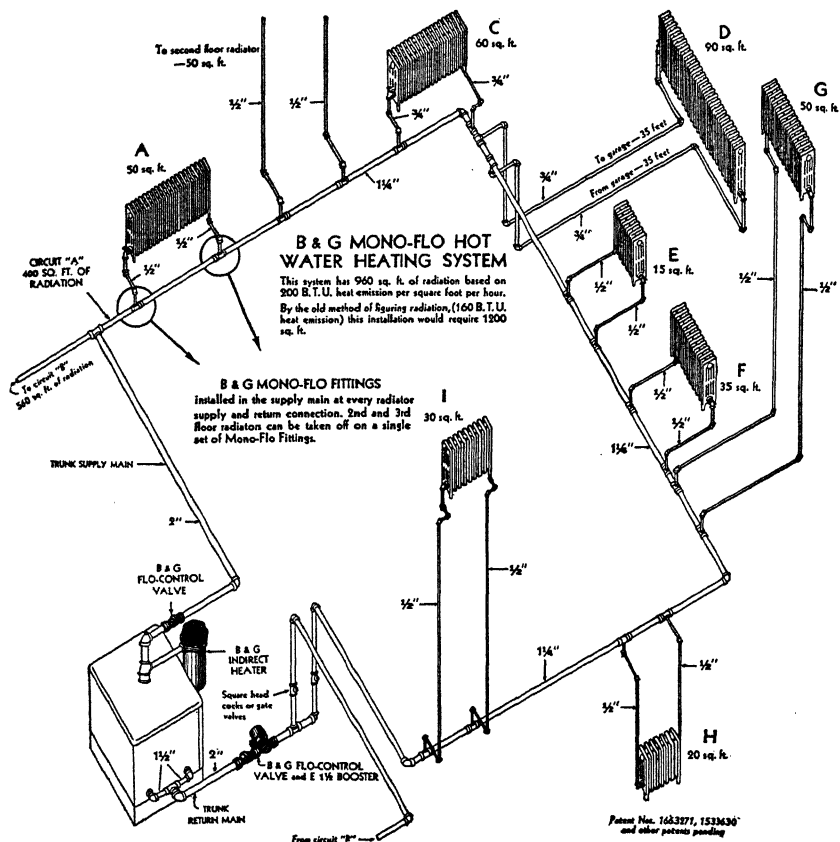 To second floor radiator
—50 sq. ft.
½"
½"
C
60 sq. ft.
¾"
¾"
D
90 sq. ft.
G
50 sq. ft.
A
50 sq. ft.
½"
½"
1¼"
To garage—35 feet
¾"
From garage—35 feet
¾"
CIRCUIT "A"
400 SQ. FT. OF
RADIATION
B & G MONO-FLO HOT
WATER HEATING SYSTEM
This system has 960 sq. ft. of radiation based on
200 B.T.U. heat emission per square foot per hour.
By the old method of figuring radiation, (160 B.T.U.
heat emission) this installation would require 1200
sq. ft.
E
15 sq. ft.
½"
½"
½"
½"
To circuit "B"
560 sq. ft. of radiation
B & G MONO-FLO FITTINGS
installed in the supply main at every radiator
supply and return connection. 2nd and 3rd
floor radiators can be taken off on a single
set of Mono-Flo Fittings.
F
35 sq. ft.
½"
½"
1¼"
I
30 sq. ft.
½"
½"
TRUNK SUPPLY MAIN
2"
B & G
FLO-CONTROL
VALVE
B & G
INDIRECT
HEATER
Square head
cocks or gate
valves
1¼"
½"
½"
H
20 sq. ft.
1½"
2"
B & G FLO-CONTROL
VALVE and E 1½ BOOSTER
TRUNK
RETURN MAIN
From circuit "B"
Patent Nos. 1663271, 1533630
and other patents pending